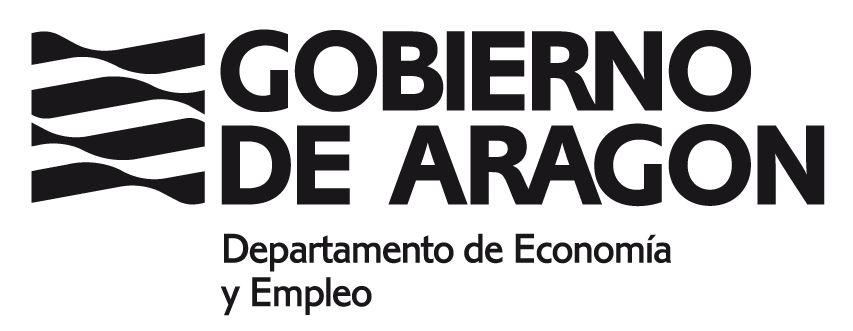 GOBIERNO
DE ARAGON
Departamento de Economía
y Empleo